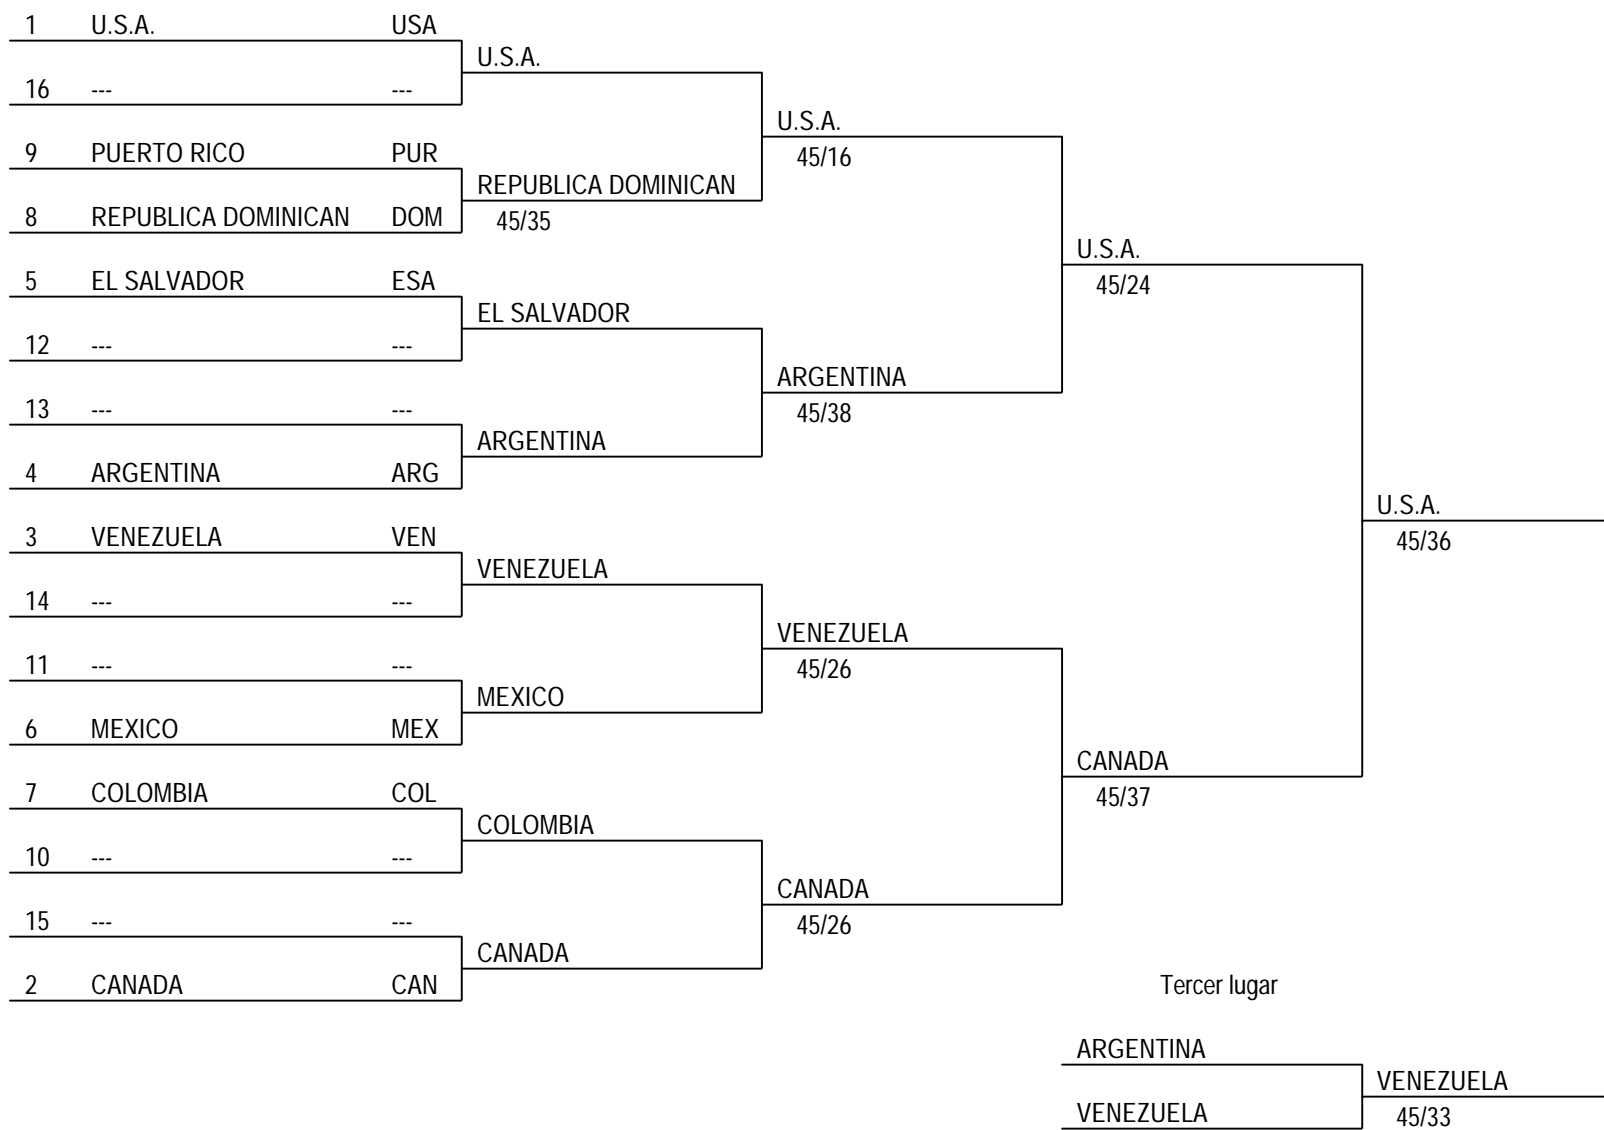 1 U.S.A. USA
U.S.A.
16 --- ---
U.S.A.
45/16
9 PUERTO RICO PUR
REPUBLICA DOMINICAN
45/35
8 REPUBLICA DOMINICAN DOM
U.S.A.
45/24
5 EL SALVADOR ESA
EL SALVADOR
12 --- ---
ARGENTINA
45/38
13 --- ---
ARGENTINA
4 ARGENTINA ARG
U.S.A.
45/36
3 VENEZUELA VEN
VENEZUELA
14 --- ---
VENEZUELA
45/26
11 --- ---
MEXICO
6 MEXICO MEX
CANADA
45/37
7 COLOMBIA COL
COLOMBIA
10 --- ---
CANADA
45/26
15 --- ---
CANADA
2 CANADA CAN
Tercer lugar
ARGENTINA
VENEZUELA
45/33
VENEZUELA